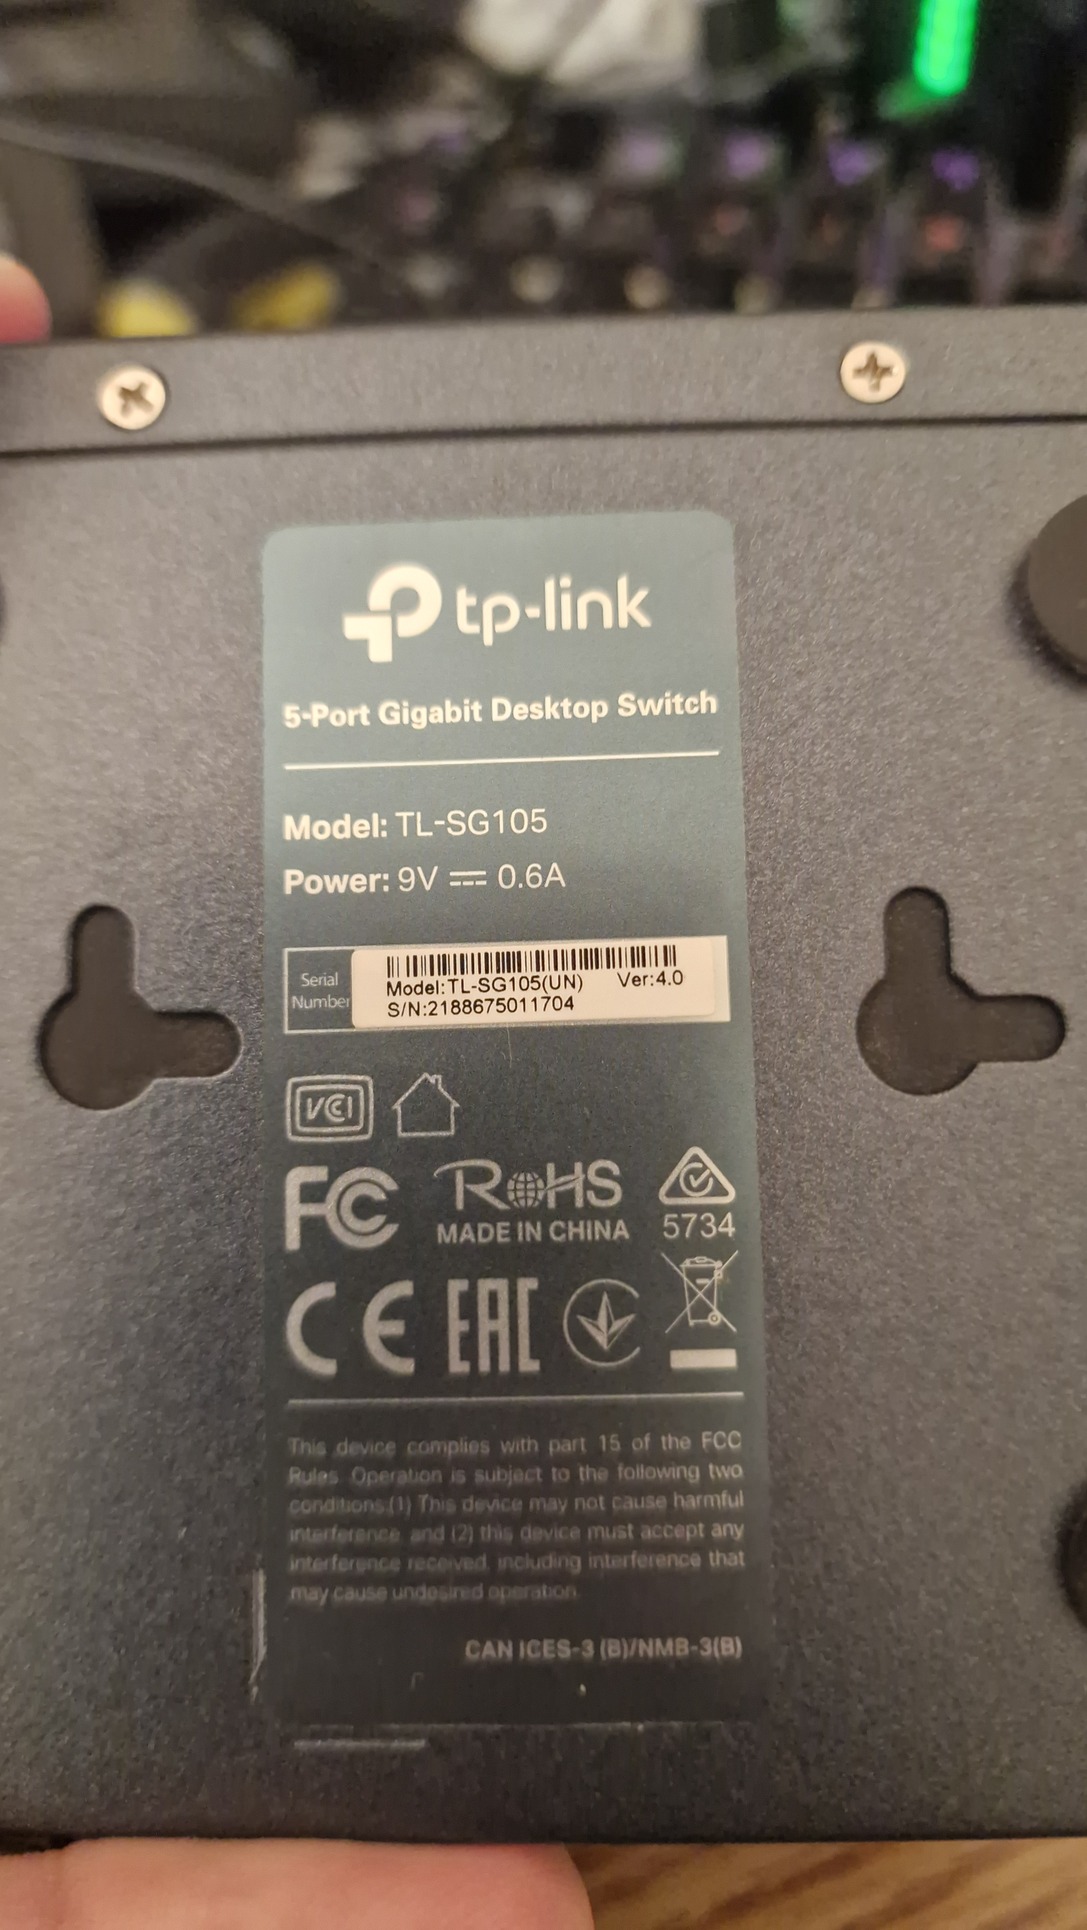 tp-link
5-Port Gigabit Desktop Switch
Model: TL-SG105
Power: 9V ⎓ 0.6A
Serial
Number
Model:TL-SG105(UN) Ver:4.0
S/N:2188675011704
VCI
FC
RoHS
MADE IN CHINA
5734
CE EAC
This device complies with part 15 of the FCC
Rules. Operation is subject to the following two
conditions:(1) This device may not cause harmful
interference, and (2) this device must accept any
interference received, including interference that
may cause undesired operation.
CAN ICES-3 (B)/NMB-3(B)